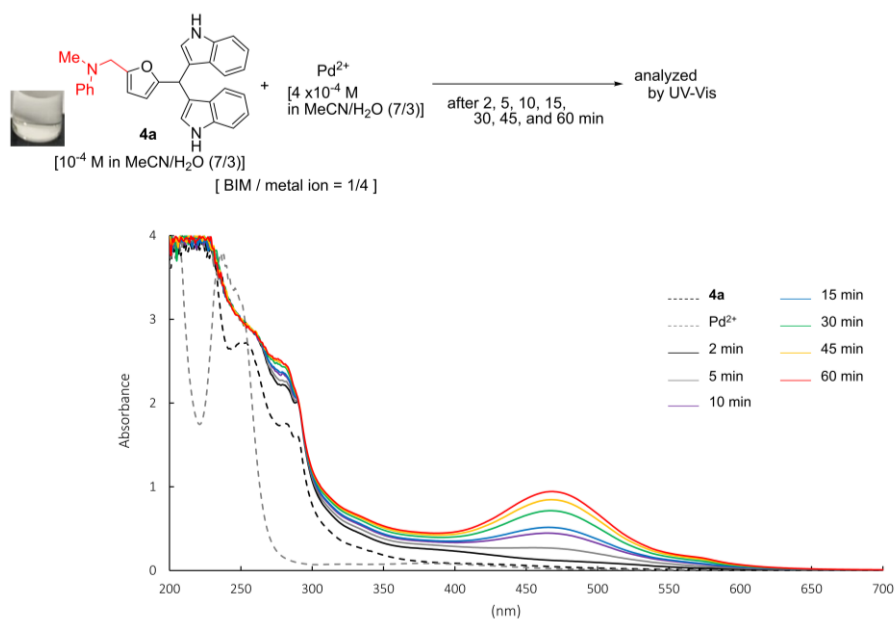 Me
N
Ph
O
H
N
N
H
4a
[10⁻⁴ M in MeCN/H₂O (7/3)]
+
Pd²⁺
[4 x10⁻⁴ M
in MeCN/H₂O (7/3)]
after 2, 5, 10, 15,
30, 45, and 60 min
analyzed
by UV-Vis
[ BIM / metal ion = 1/4 ]
Absorbance
4
3
2
1
0
200 250 300 350 400 450 500 550 600 650 700
(nm)
4a
Pd²⁺
2 min
5 min
10 min
15 min
30 min
45 min
60 min